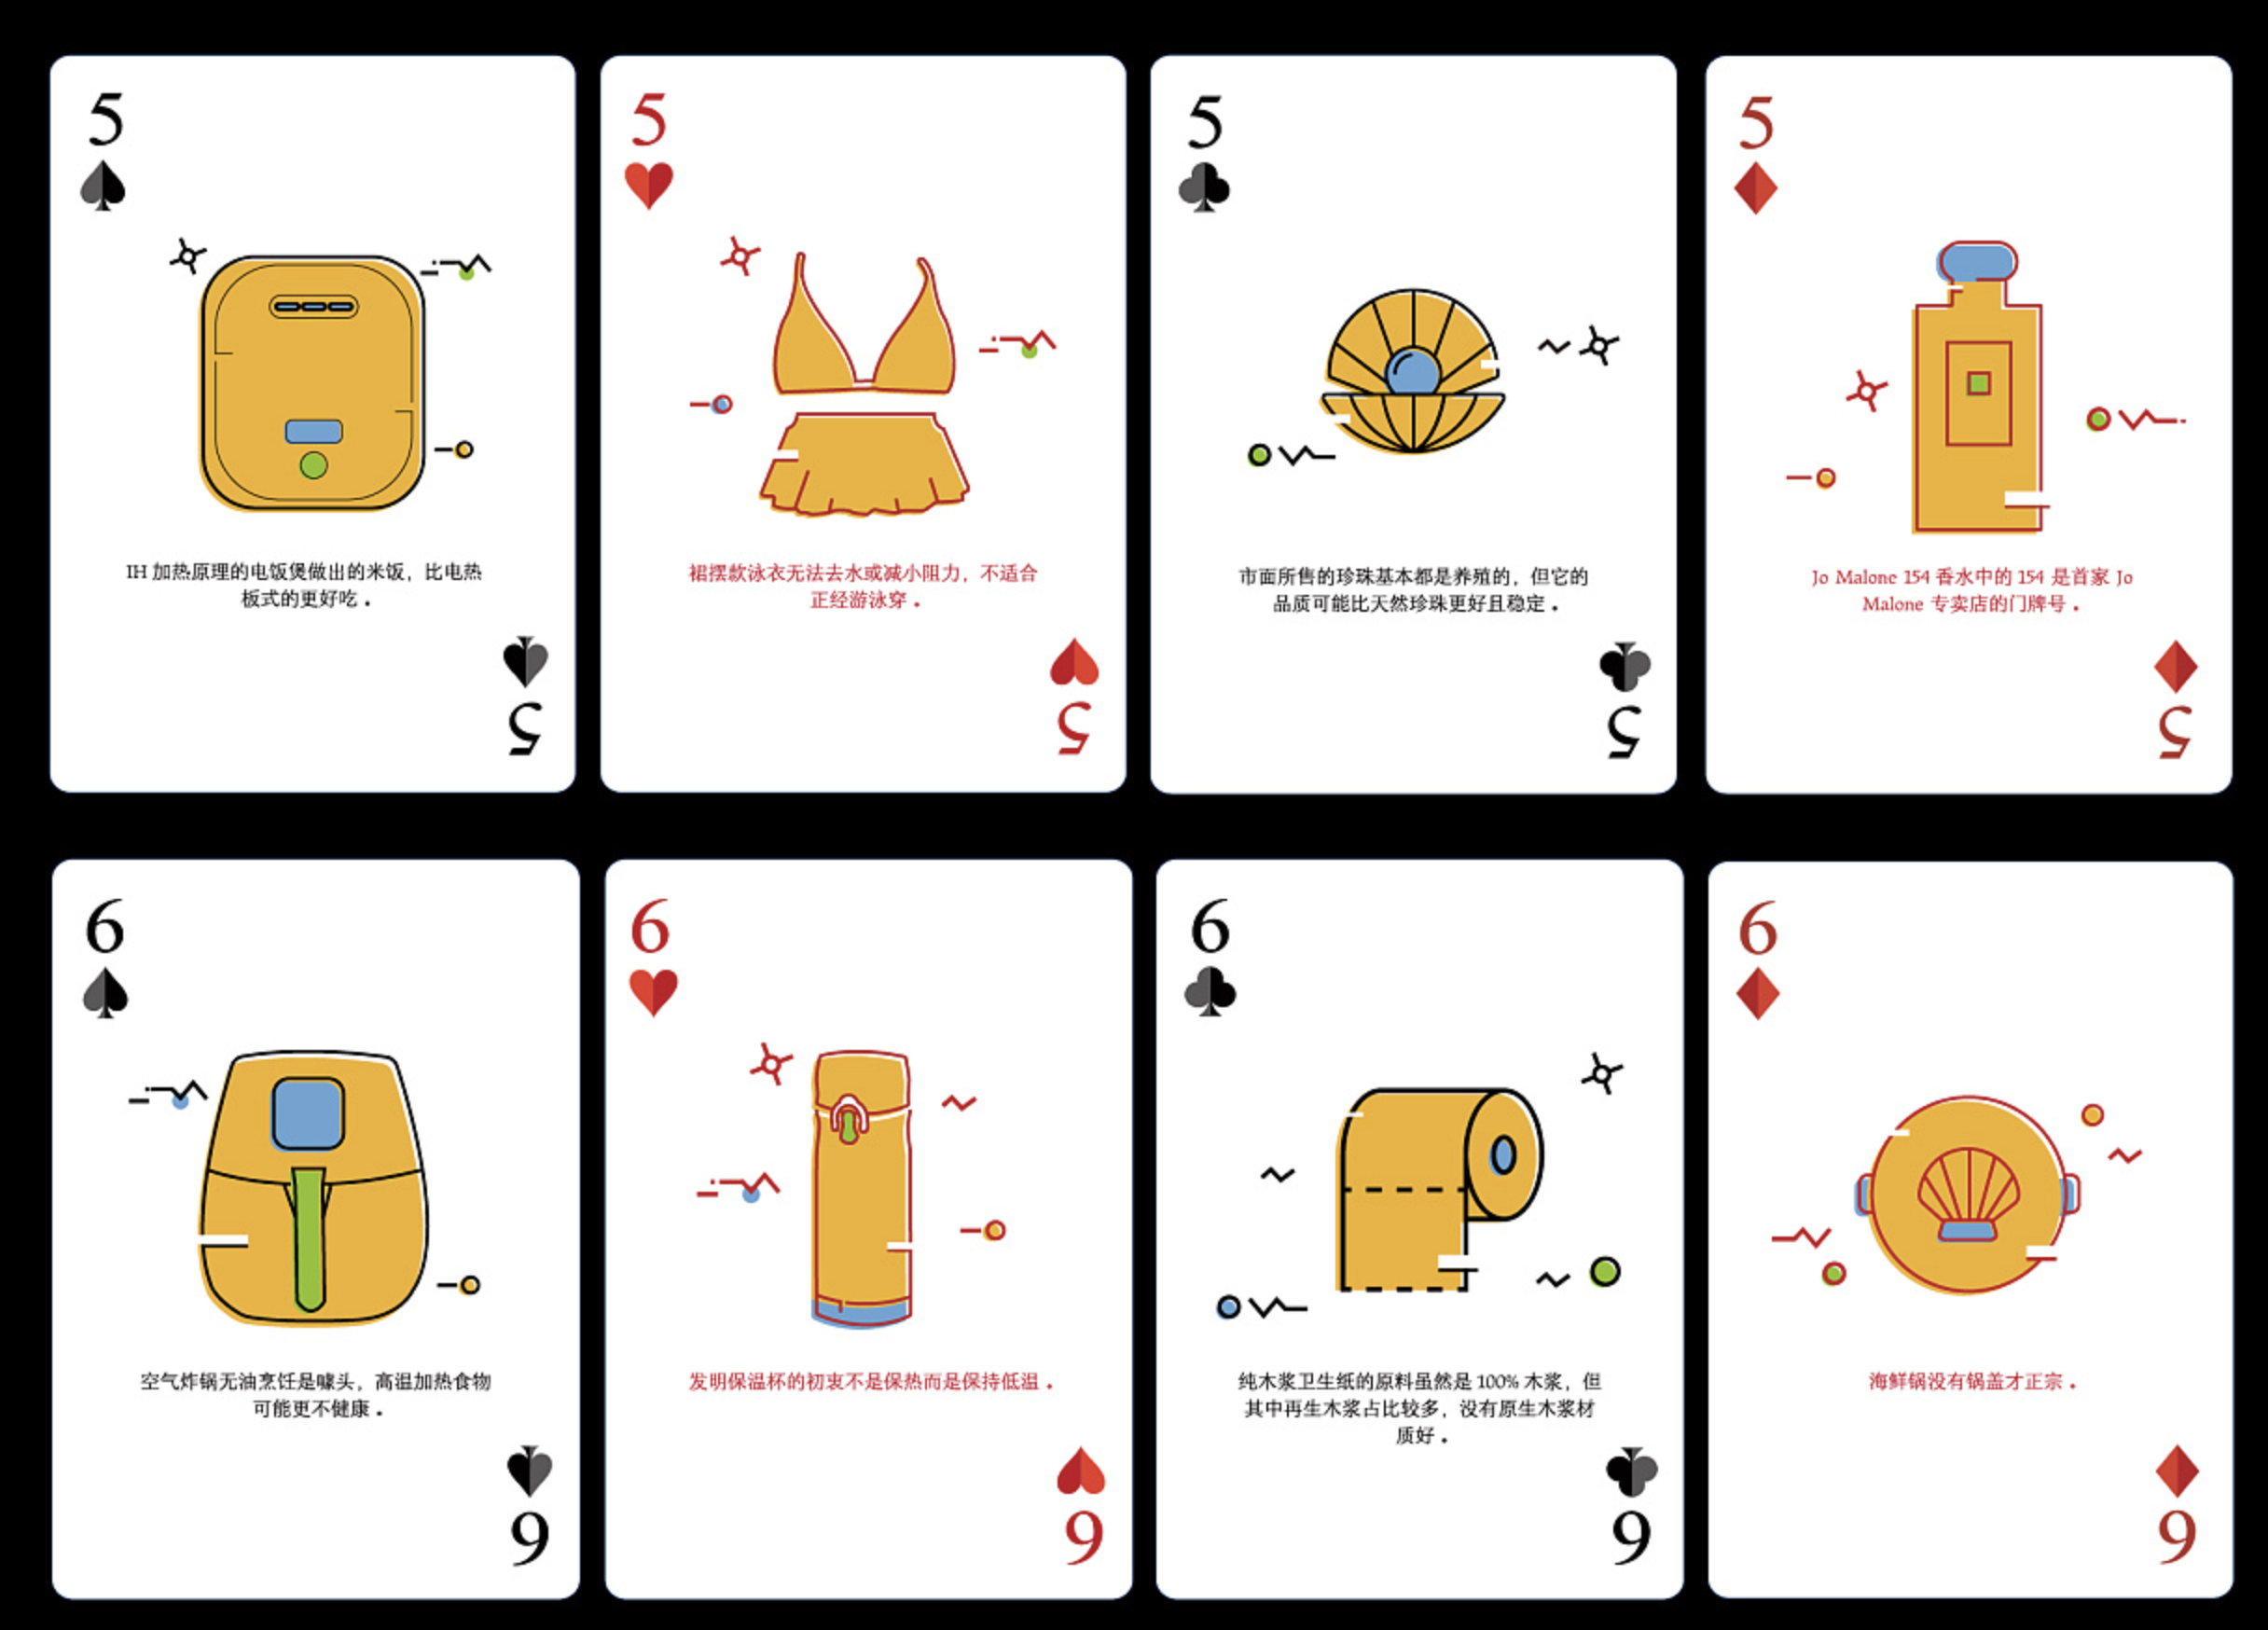 5
IH 加热原理的电饭煲做出的米饭，比电热
板式的更好吃。
5
5
裙摆款泳衣无法去水或减小阻力，不适合
正经游泳穿。
5
5
市面所售的珍珠基本都是养殖的，但它的
品质可能比天然珍珠更好且稳定。
5
5
Jo Malone 154 香水中的 154 是首家 Jo
Malone 专卖店的门牌号。
5
6
空气炸锅无油烹饪是噱头，高温加热食物
可能更不健康。
6
6
发明保温杯的初衷不是保热而是保持低温。
6
6
纯木浆卫生纸的原料虽然是 100% 木浆，但
其中再生木浆占比较多，没有原生木浆材
质好。
6
6
海鲜锅没有锅盖才正宗。
6